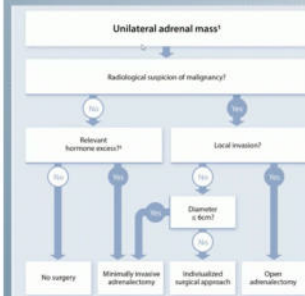 Unilateral adrenal mass¹
Radiological suspicion of malignancy?
No
Yes
Relevant
hormone excess?²
Local invasion?
No
Yes
No
Yes
Yes
Diameter
≤ 6cm?
No
No surgery
Minimally invasive
adrenalectomy
Individualized
surgical approach
Open
adrenalectomy